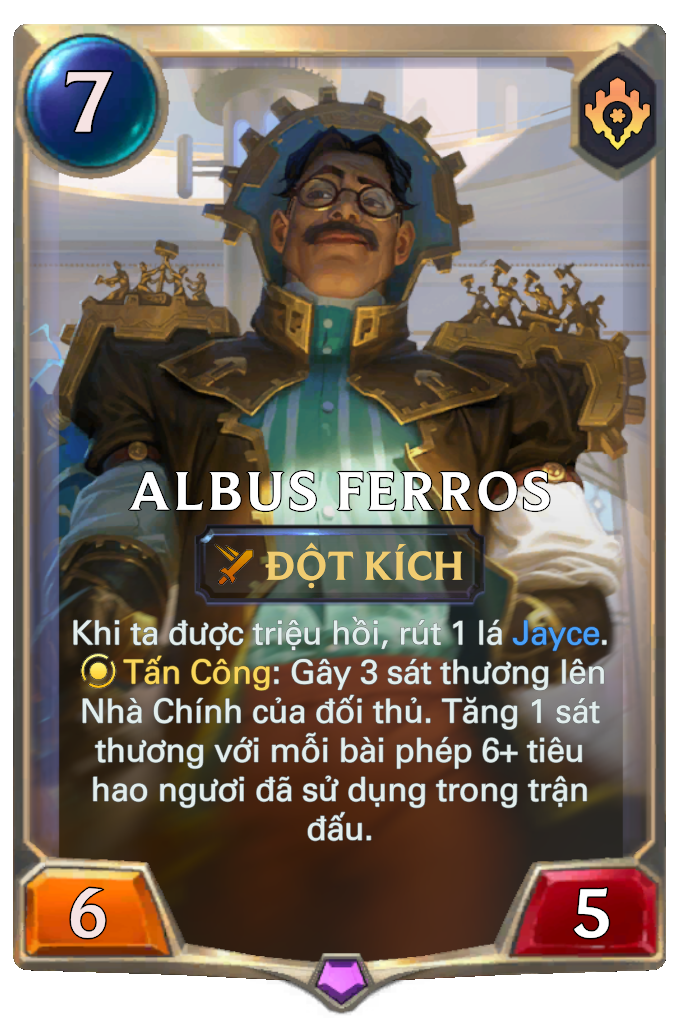 7
ALBUS FERROS
ĐỘT KÍCH
Khi ta được triệu hồi, rút 1 lá Jayce.
Tấn Công: Gây 3 sát thương lên
Nhà Chính của đối thủ. Tăng 1 sát
thương với mỗi bài phép 6+ tiêu
hao ngươi đã sử dụng trong trận
đấu.
6
5